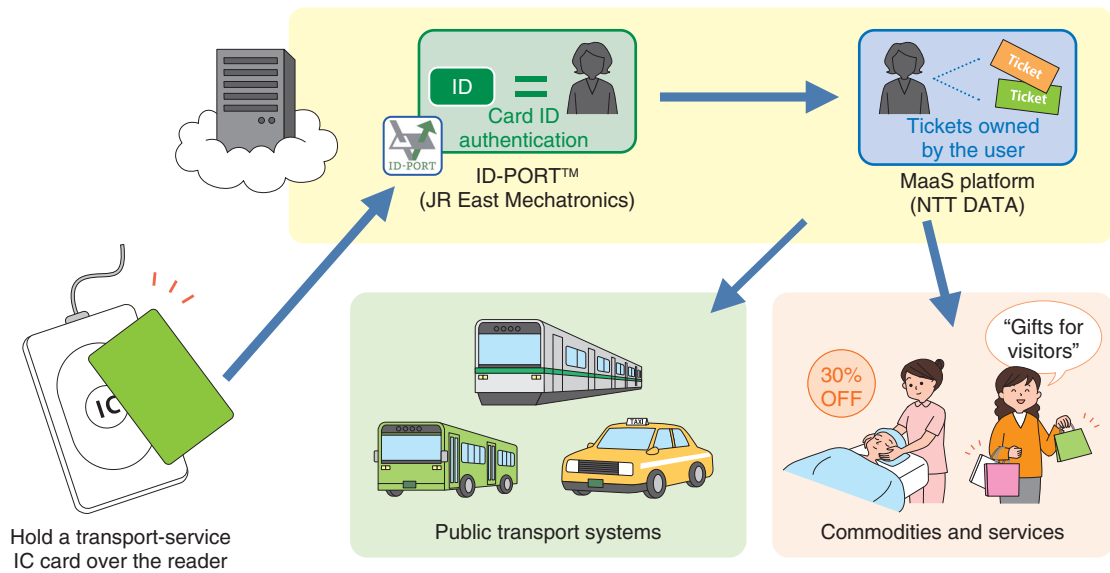 ID
Card ID
authentication
ID-PORT
ID-PORT™
(JR East Mechatronics)
Ticket
Ticket
Tickets owned
by the user
MaaS platform
(NTT DATA)
IC
Hold a transport-service
IC card over the reader
TAXI
Public transport systems
30%
OFF
“Gifts for
visitors”
Commodities and services